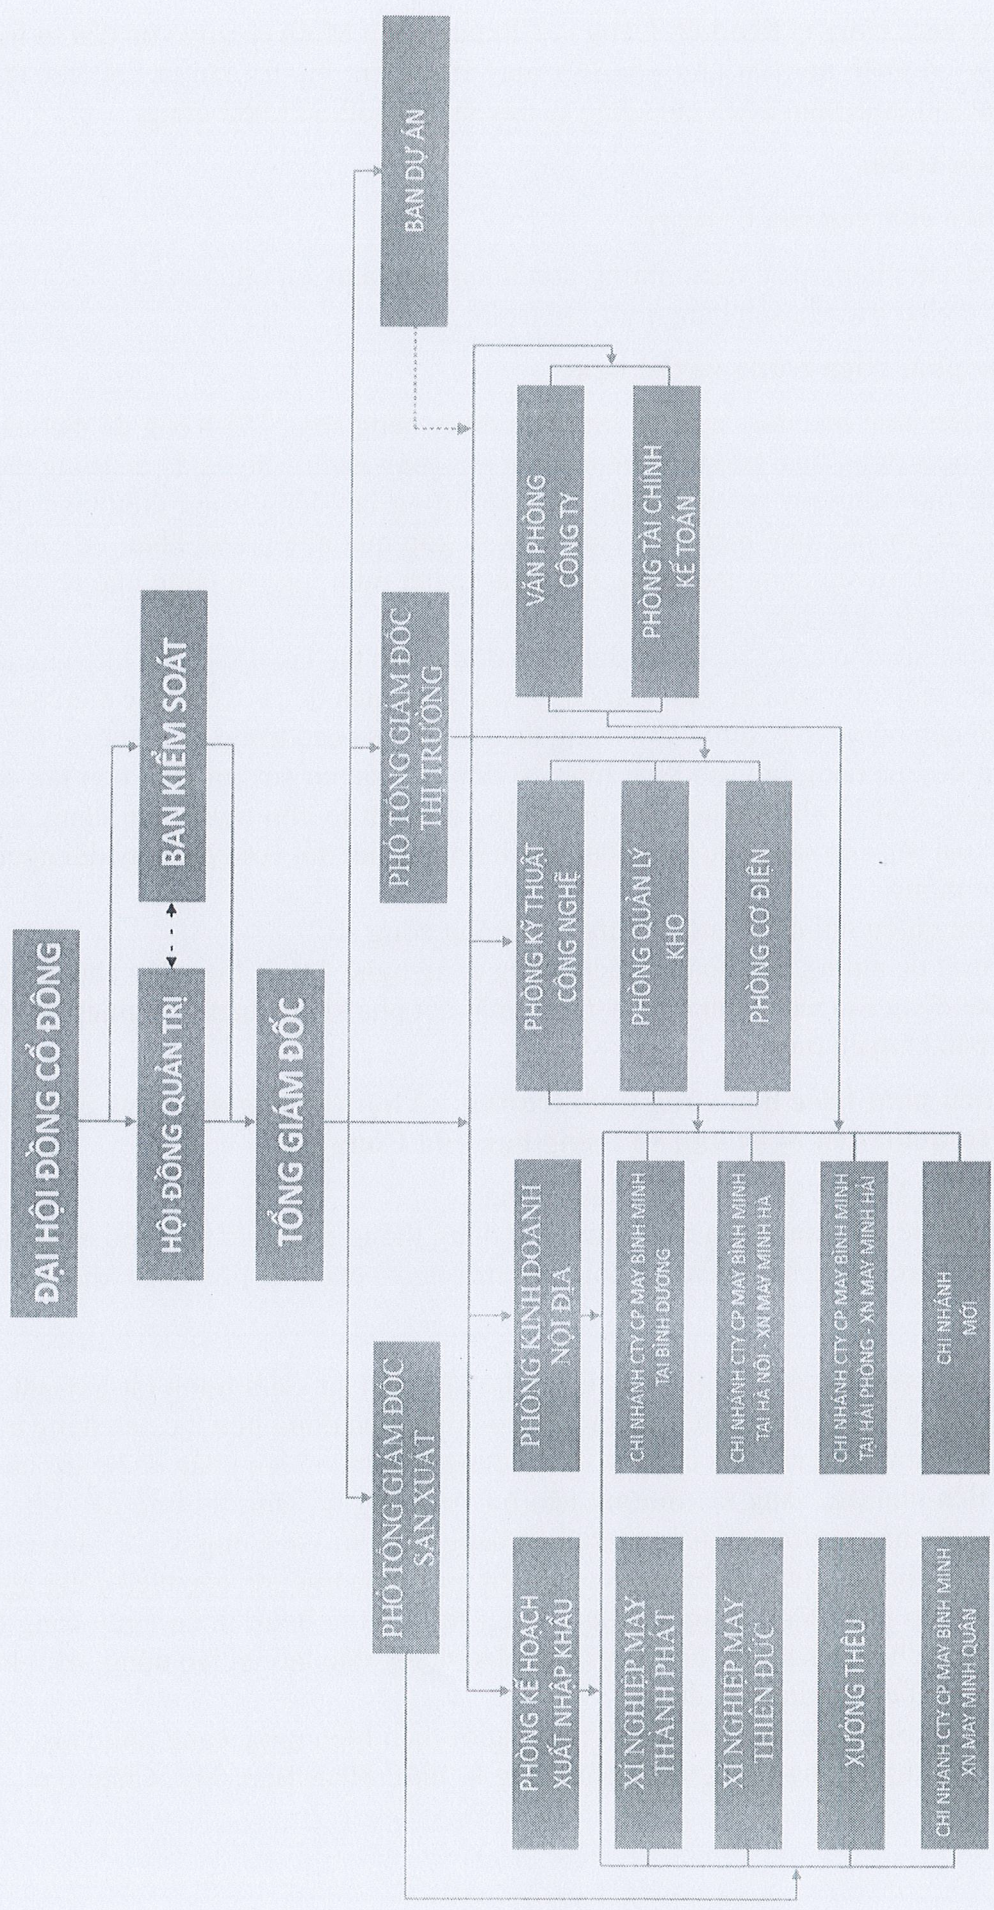 ĐẠI HỘI ĐỒNG CỔ ĐÔNG
HỘI ĐỒNG QUẢN TRỊ
BAN KIỂM SOÁT
TỔNG GIÁM ĐỐC
PHÓ TỔNG GIÁM ĐỐC
SẢN XUẤT
PHÓ TỔNG GIÁM ĐỐC
THỊ TRƯỜNG
BAN DỰ ÁN
PHÒNG KẾ HOẠCH
XUẤT NHẬP KHẨU
PHÒNG KINH DOANH
NỘI ĐỊA
PHÒNG KỸ THUẬT
CÔNG NGHỆ
PHÒNG QUẢN LÝ
KHO
PHÒNG CƠ ĐIỆN
VĂN PHÒNG
CÔNG TY
PHÒNG TÀI CHÍNH
KẾ TOÁN
XÍ NGHIỆP MAY
THÀNH PHÁT
XÍ NGHIỆP MAY
THIÊN ĐỨC
XƯỞNG THÊU
CHI NHÁNH CTY CP MAY BÌNH MINH
XN MAY MINH QUÂN
CHI NHÁNH CTY CP MAY BÌNH MINH
TẠI BÌNH DƯƠNG
CHI NHÁNH CTY CP MAY BÌNH MINH
TẠI HÀ NỘI - XN MAY MINH HÀ
CHI NHÁNH CTY CP MAY BÌNH MINH
TẠI HẢI PHÒNG - XN MAY MINH HẢI
CHI NHÁNH
MỚI